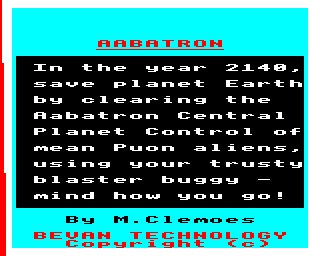 AABATRON
In the year 2140,
save planet Earth
by clearing the
Aabatron Central
Planet Control of
mean Puon aliens,
using your trusty
blaster buggy -
mind how you go!
By M.Clemoes
BEVAN TECHNOLOGY
Copyright (c)